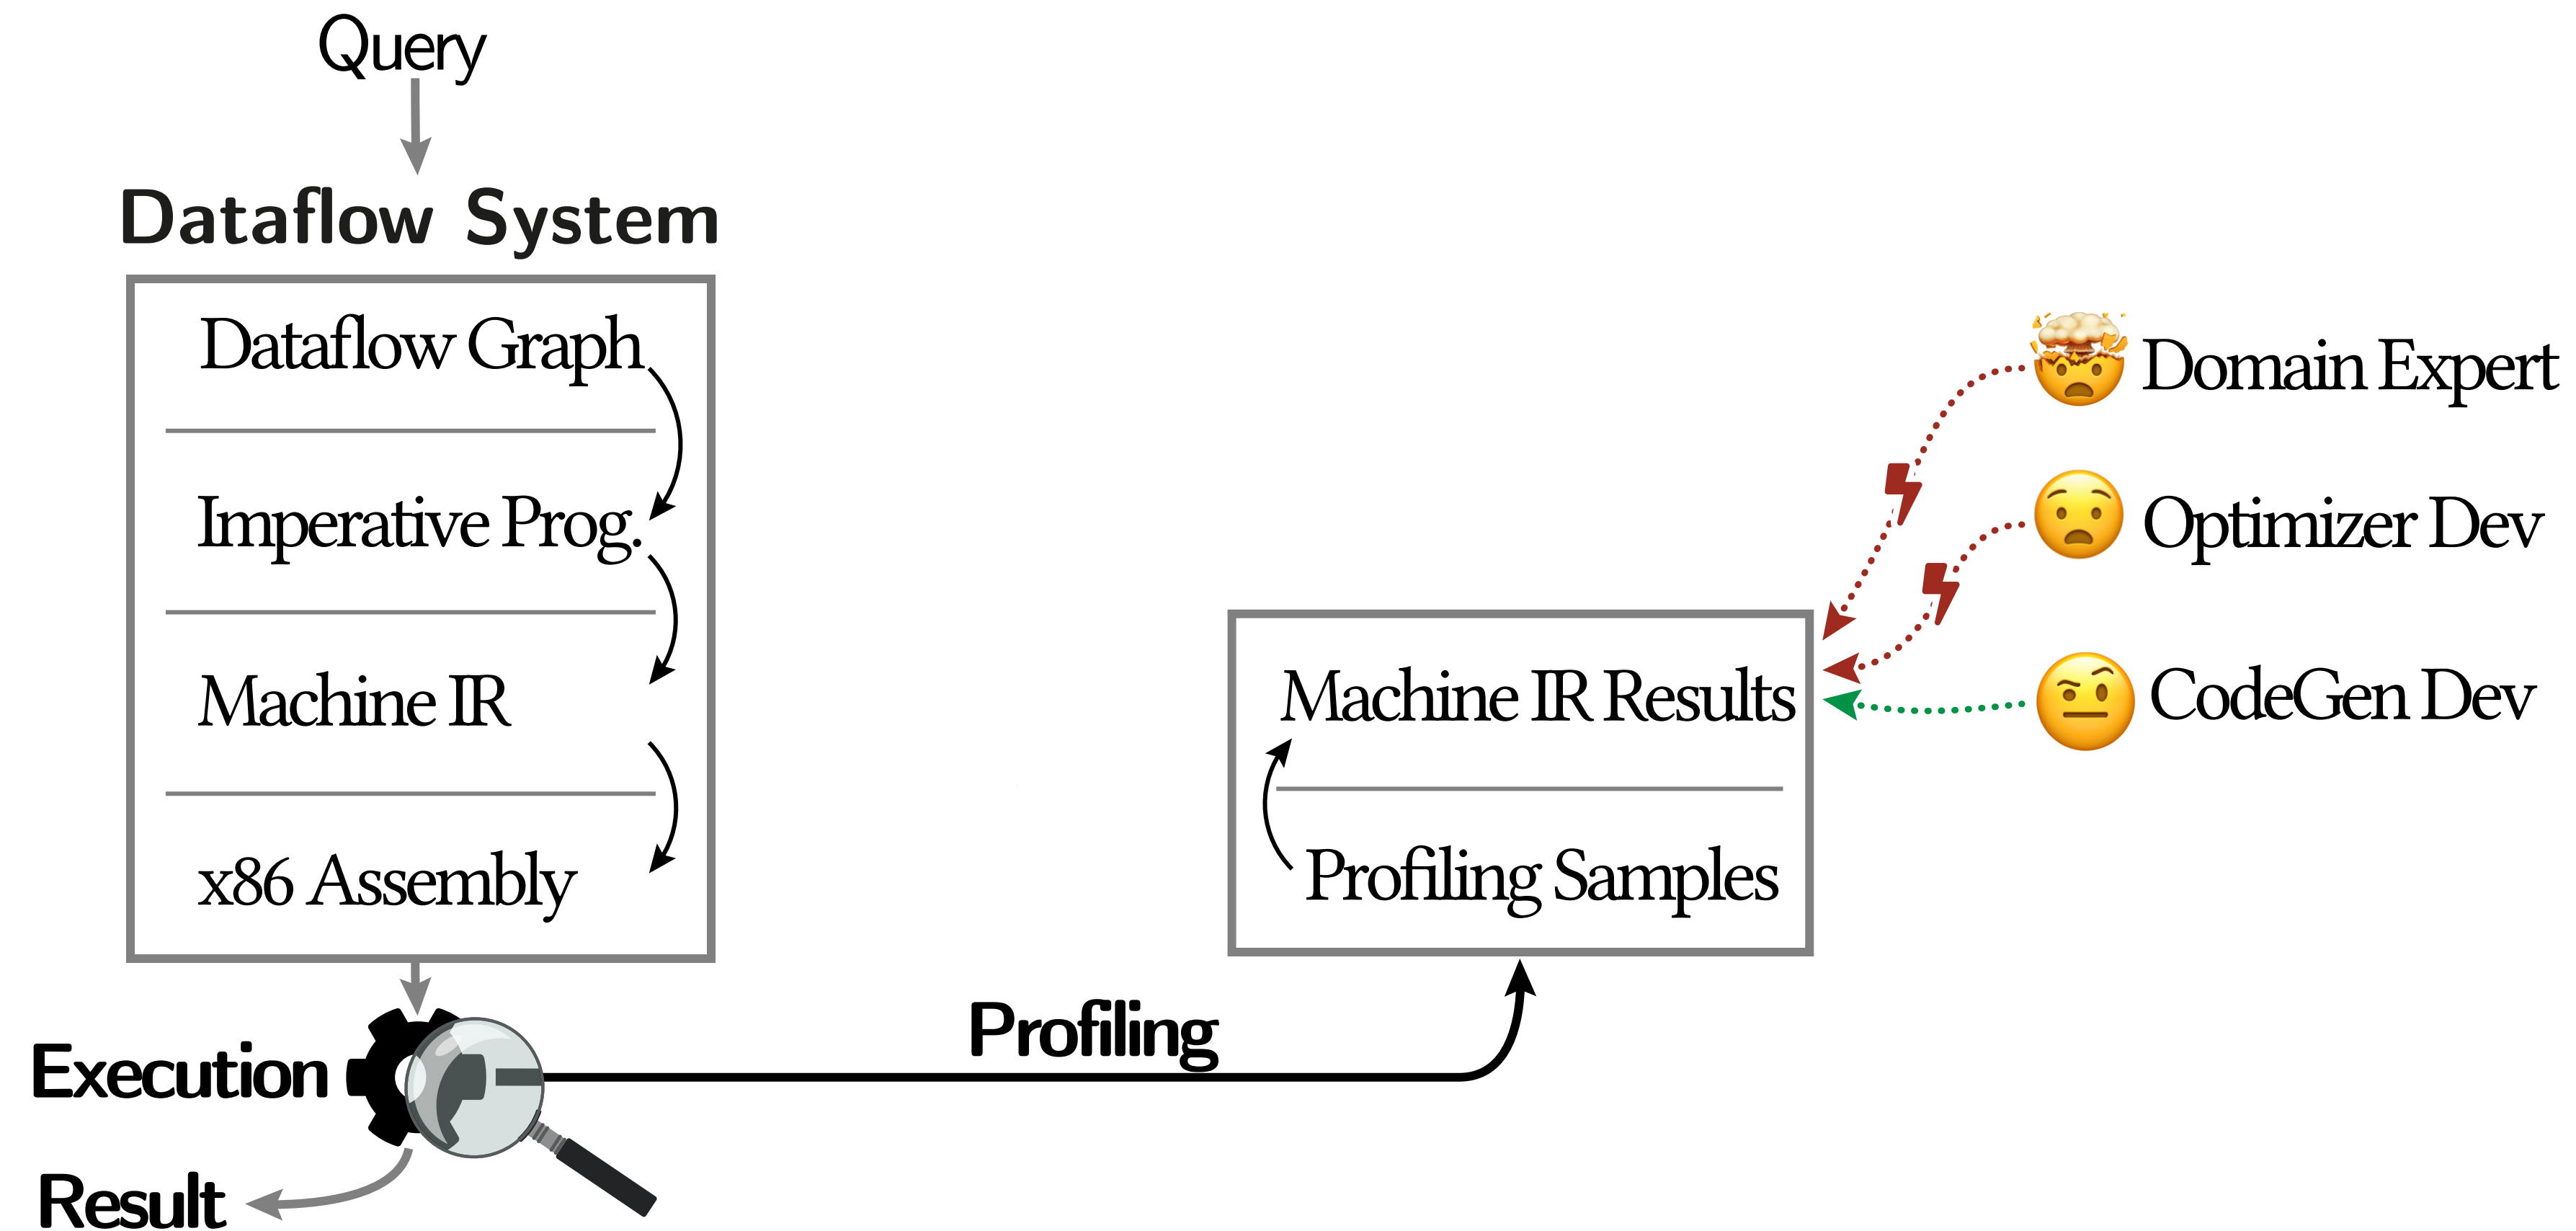 Query
Dataflow System
Dataflow Graph
Imperative Prog.
Machine IR
x86 Assembly
Execution
Result
Profiling
Machine IR Results
Profiling Samples
Domain Expert
Optimizer Dev
CodeGen Dev